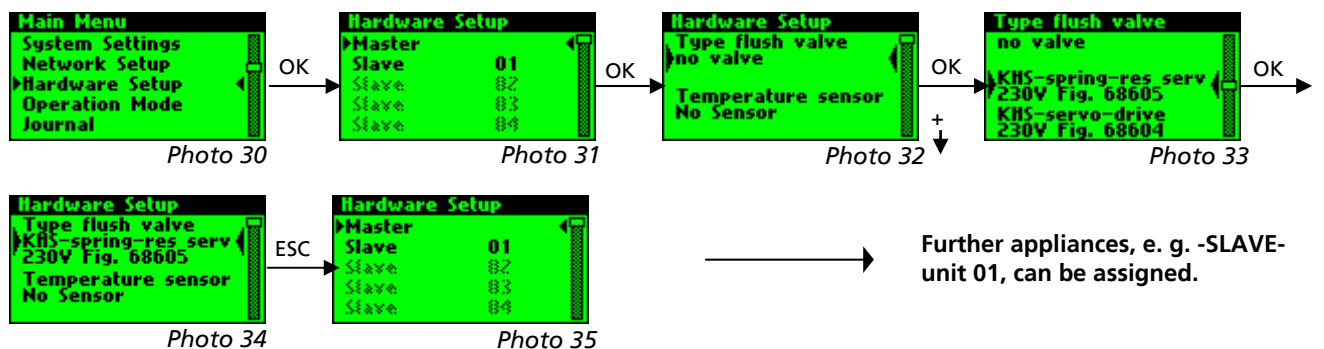 Main Menu
System Settings
Network Setup
Hardware Setup
Operation Mode
Journal
Photo 30
OK
Hardware Setup
Master
Slave 01
Slave 02
Slave 03
Slave 04
Photo 31
OK
Hardware Setup
Type flush valve
no valve
Temperature sensor
No Sensor
Photo 32
OK
+
Type flush valve
no valve
KHS-spring-res serv
230V Fig. 68605
KHS-servo-drive
230V Fig. 68604
Photo 33
OK
Hardware Setup
Type flush valve
KHS-spring-res serv
230V Fig. 68605
Temperature sensor
No Sensor
Photo 34
ESC
Hardware Setup
Master
Slave 01
Slave 02
Slave 03
Slave 04
Photo 35
Further appliances, e. g. -SLAVE-
unit 01, can be assigned.